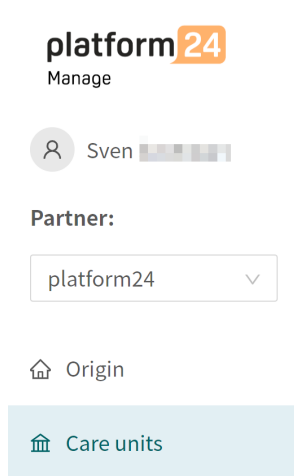 platform24
Manage
Sven
Partner:
platform24
Origin
Care units